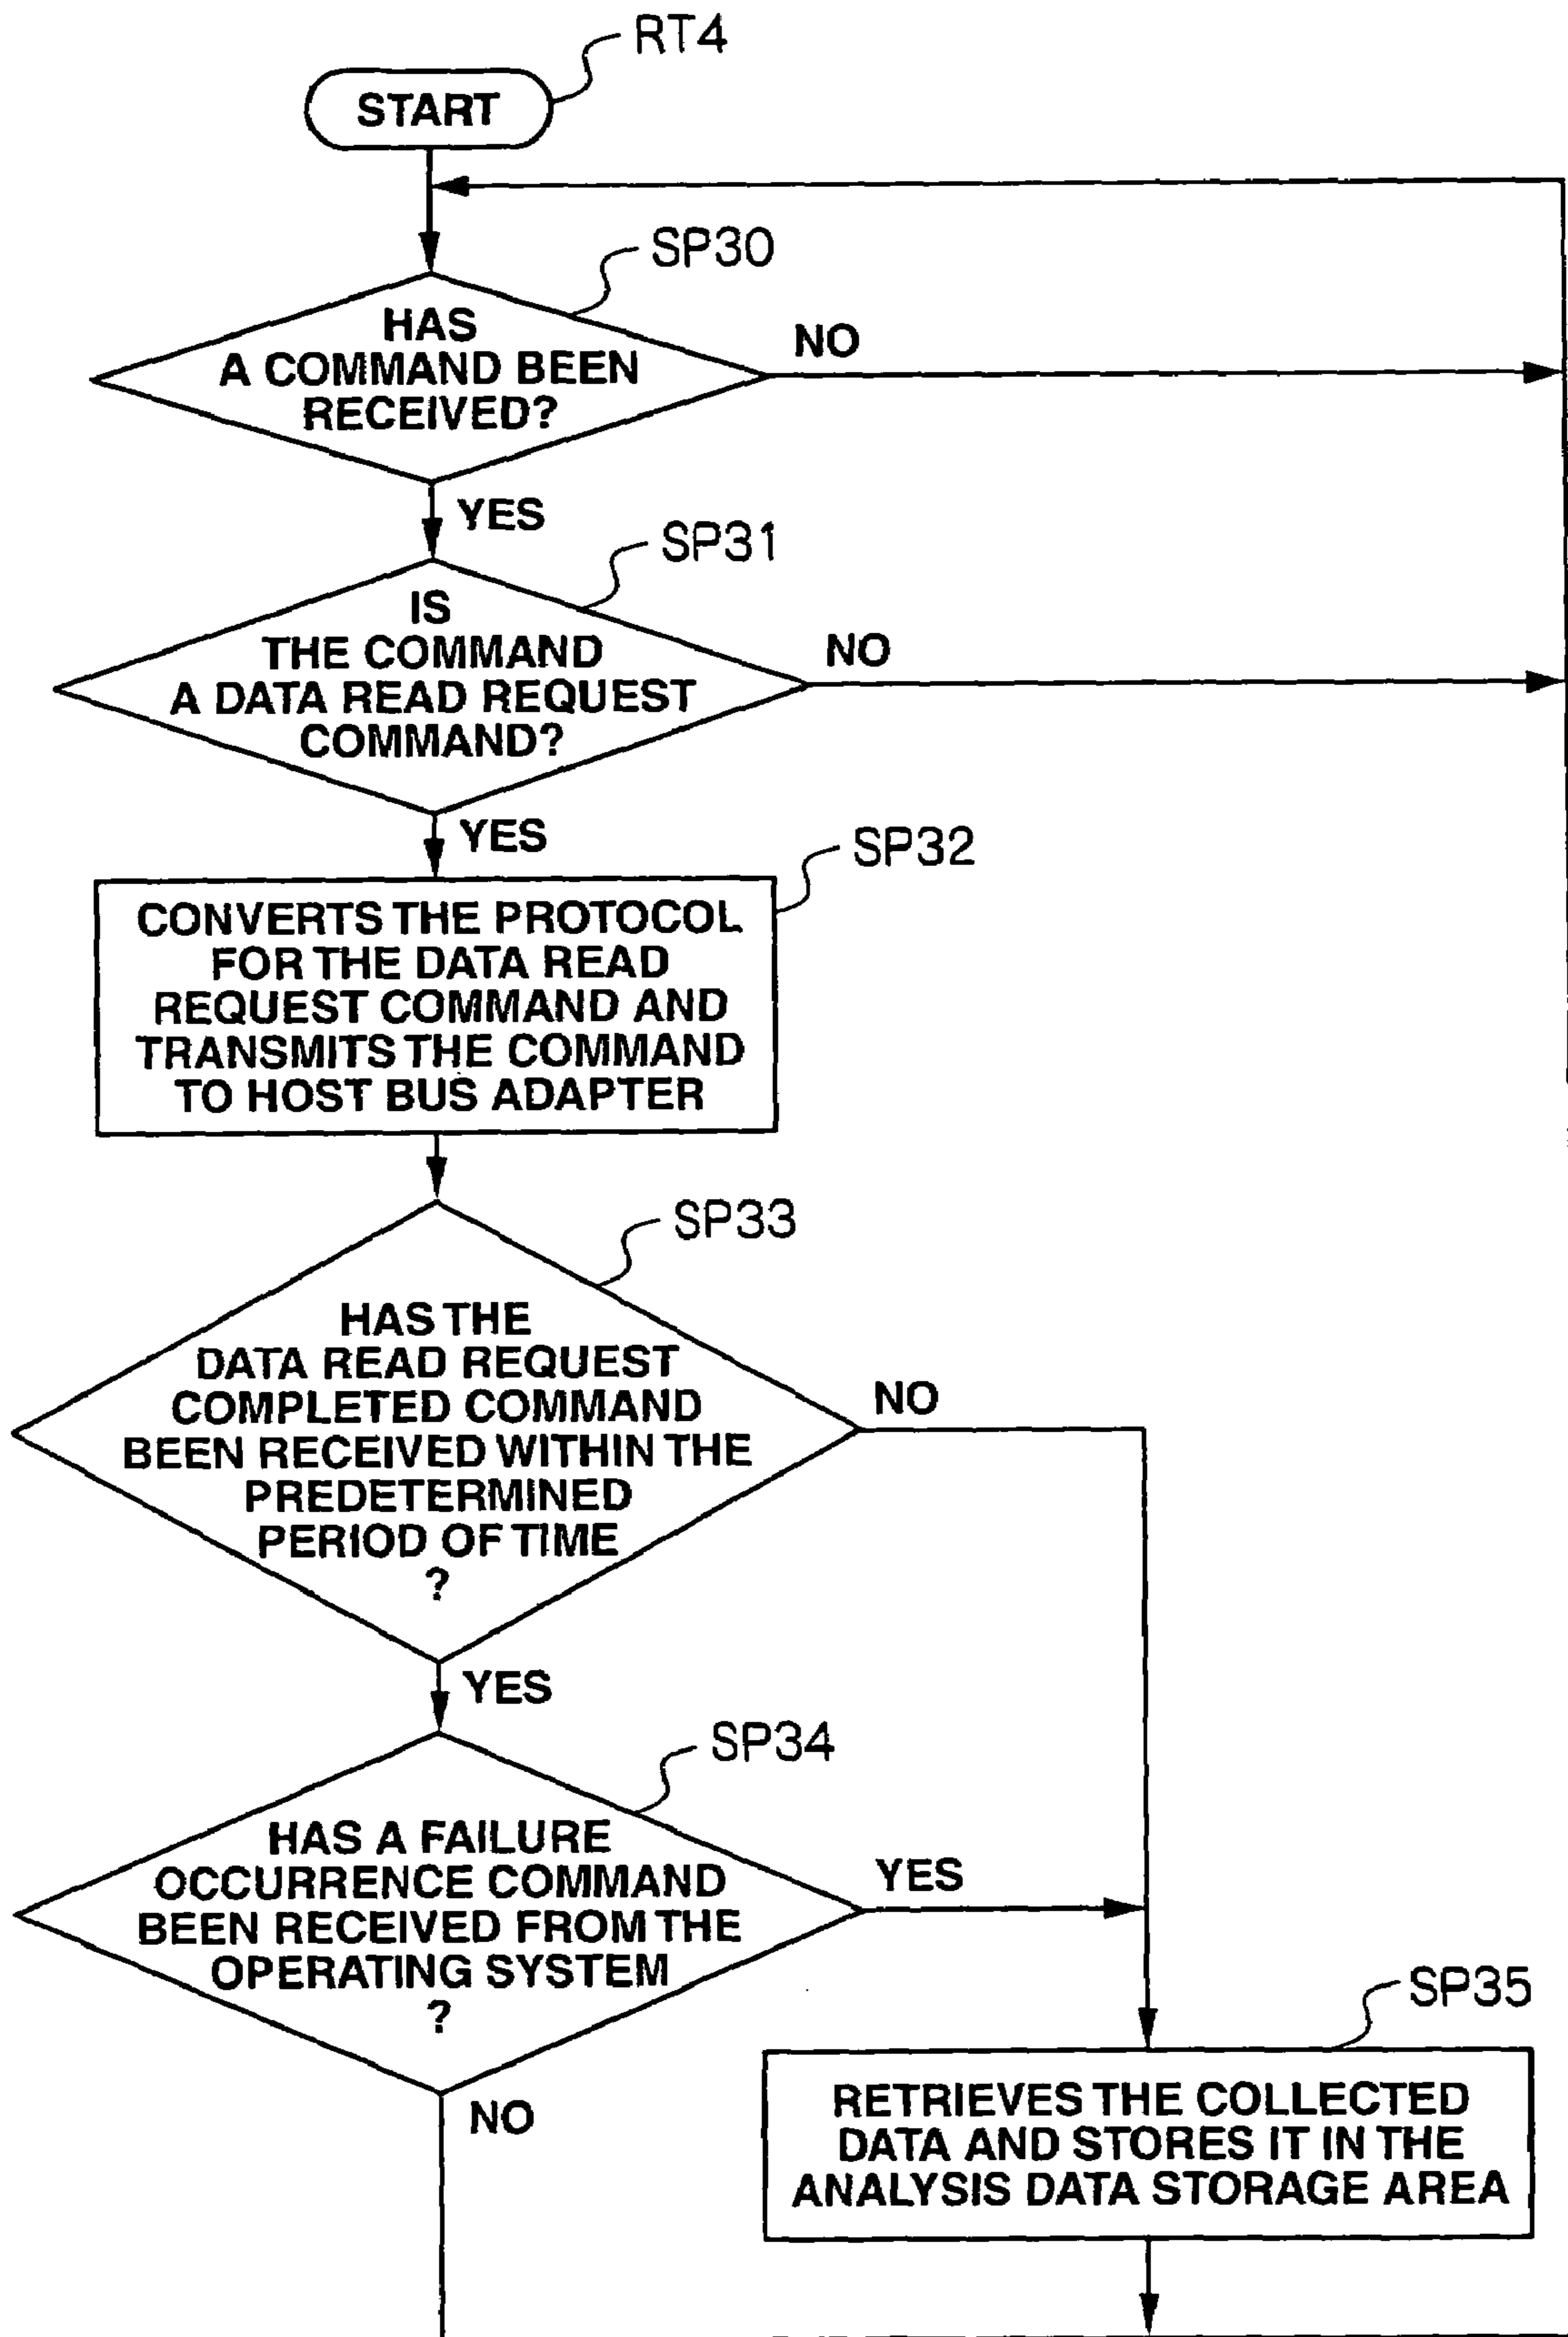 RT4
START
SP30
HAS
A COMMAND BEEN
RECEIVED?
NO
YES
SP31
IS
THE COMMAND
A DATA READ REQUEST
COMMAND?
NO
YES
SP32
CONVERTS THE PROTOCOL
FOR THE DATA READ
REQUEST COMMAND AND
TRANSMITS THE COMMAND
TO HOST BUS ADAPTER
SP33
HAS THE
DATA READ REQUEST
COMPLETED COMMAND
BEEN RECEIVED WITHIN THE
PREDETERMINED
PERIOD OF TIME
?
NO
YES
SP34
HAS A FAILURE
OCCURRENCE COMMAND
BEEN RECEIVED FROM THE
OPERATING SYSTEM
?
YES
NO
SP35
RETRIEVES THE COLLECTED
DATA AND STORES IT IN THE
ANALYSIS DATA STORAGE AREA